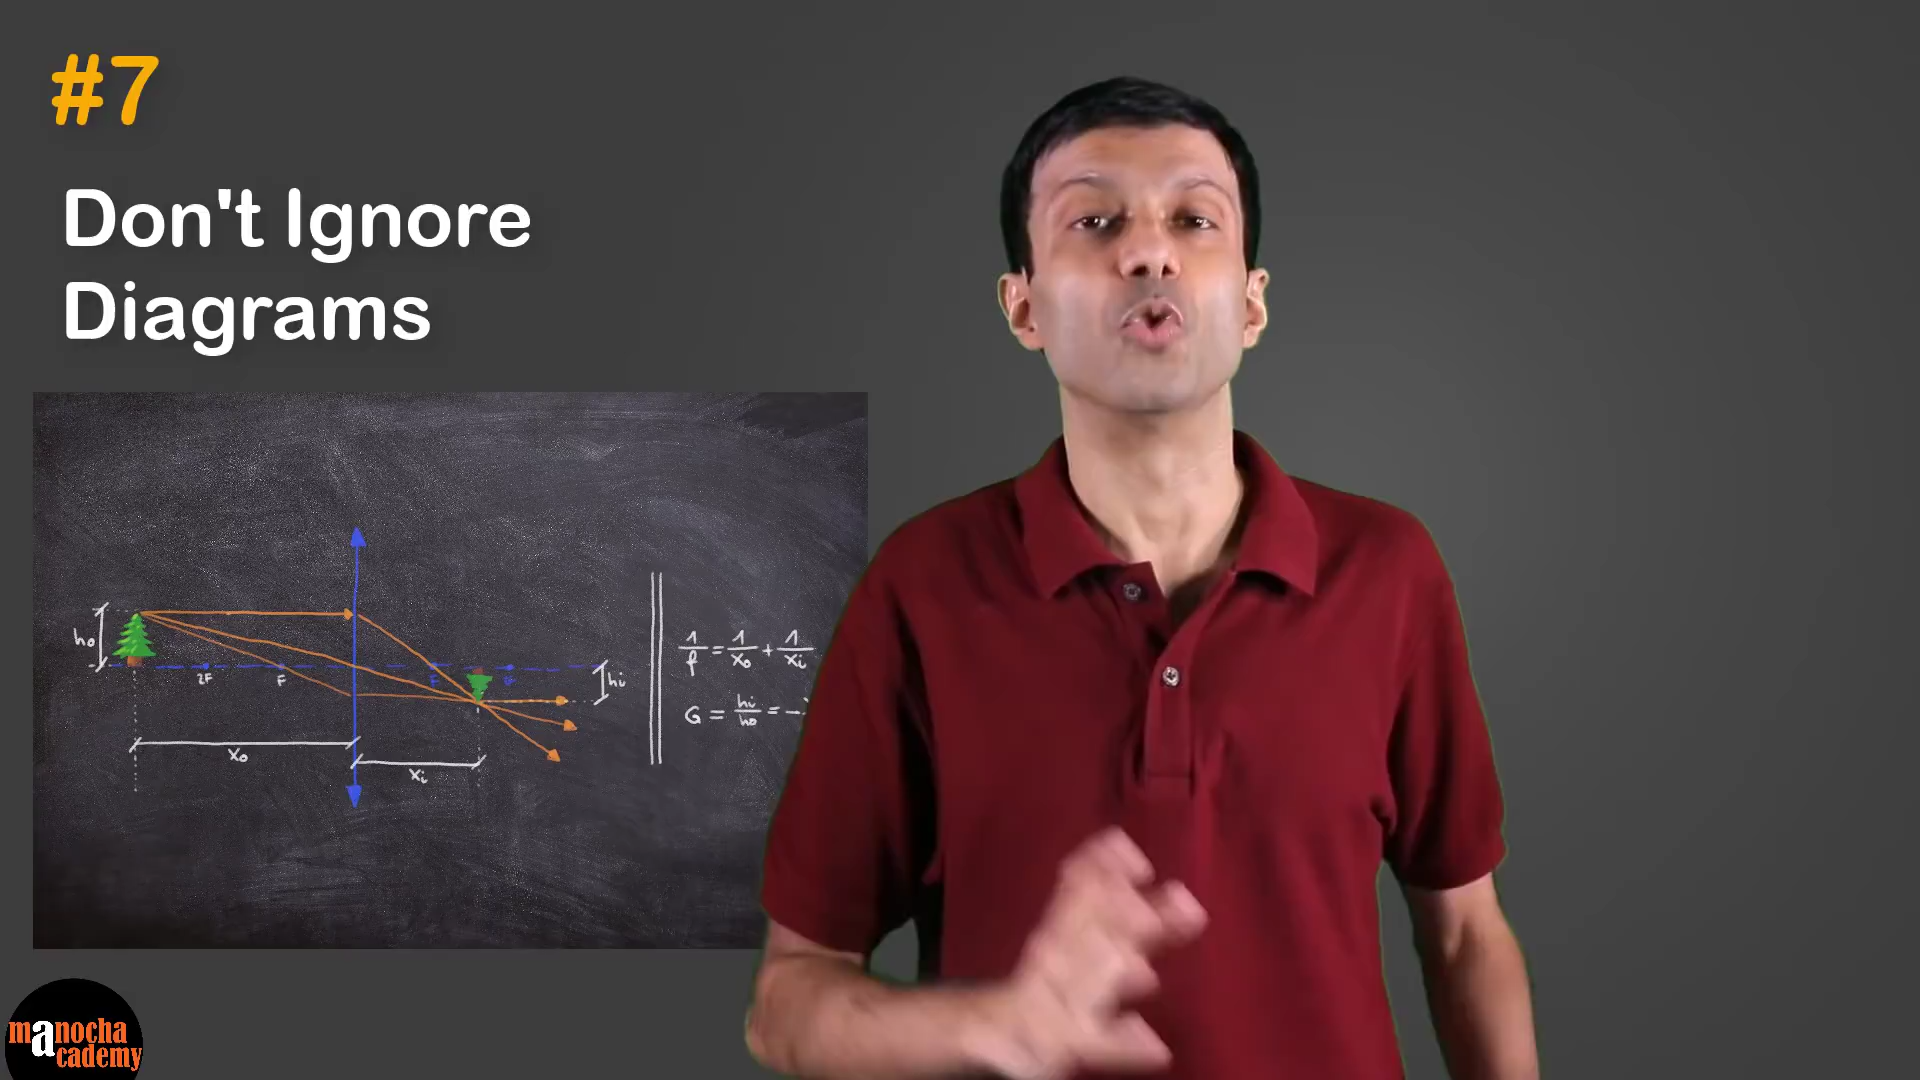 #7
Don't Ignore
Diagrams
ho
2F
F
F
hi
xo
xi
1/f = 1/xo + 1/xi
G = hi/ho = -
manocha
academy